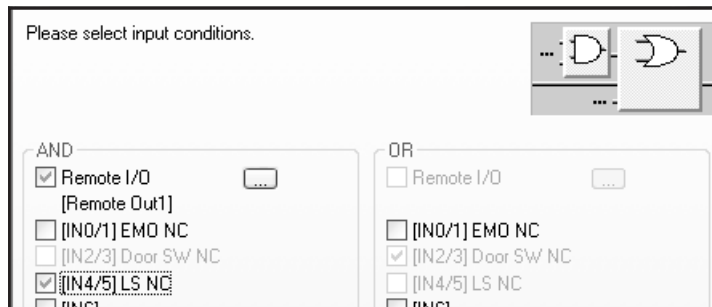 Please select input conditions.
AND
Remote I/O
...
[Remote Out1]
[IN0/1] EMO NC
[IN2/3] Door SW NC
[IN4/5] LS NC
OR
Remote I/O
...
[IN0/1] EMO NC
[IN2/3] Door SW NC
[IN4/5] LS NC